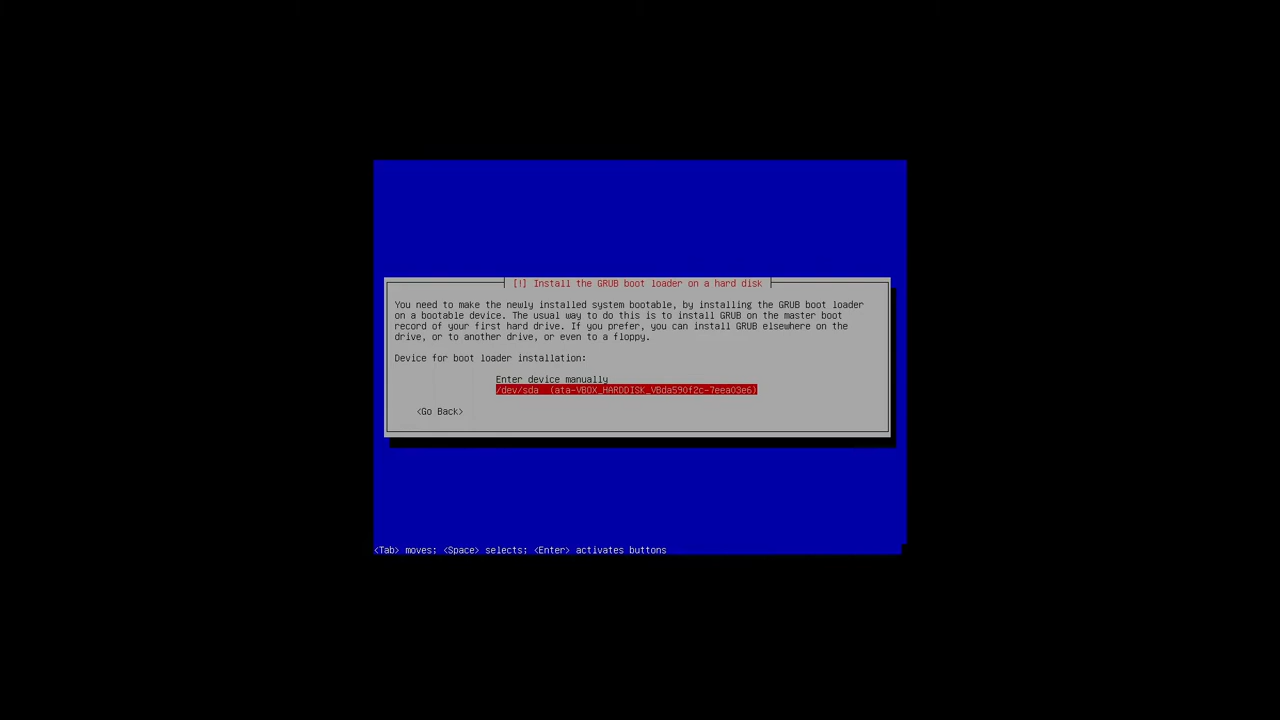 [!] Install the GRUB boot loader on a hard disk
You need to make the newly installed system bootable, by installing the GRUB boot loader
on a bootable device. The usual way to do this is to install GRUB on the master boot
record of your first hard drive. If you prefer, you can install GRUB elsewhere on the
drive, or to another drive, or even to a floppy.
Device for boot loader installation:
Enter device manually
/dev/sda (ata-VBOX_HARDDISK_VBda590f2c-7eea03e6)
<Go Back>
<Tab> moves; <Space> selects; <Enter> activates buttons